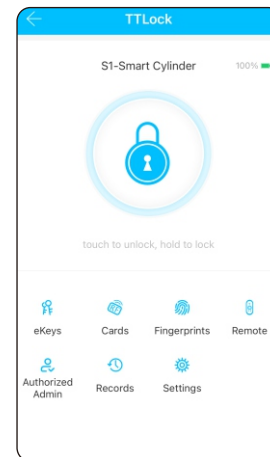 TTLock
S1-Smart Cylinder 100%
touch to unlock, hold to lock
eKeys Cards Fingerprints Remote
Authorized Admin Records Settings